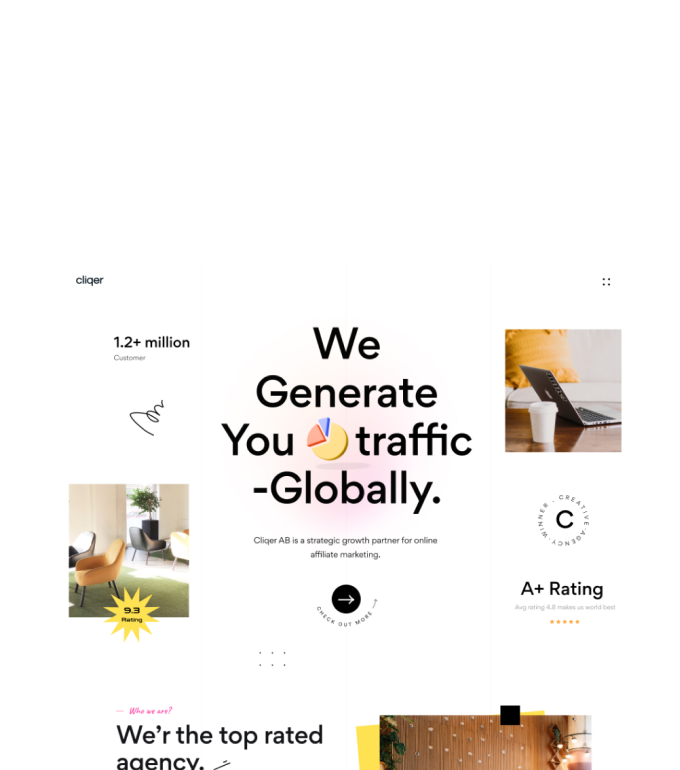 cliqer
1.2+ million
Customer
We
Generate
You traffic
-Globally.
Cliqer AB is a strategic growth partner for online
affiliate marketing.
CHECK OUT MORE
9.3
Rating
C
CREATIVE · AGENCY · WINNER ·
A+ Rating
Avg rating 4.8 makes us world best
— Who we are?
We'r the top rated
agency.